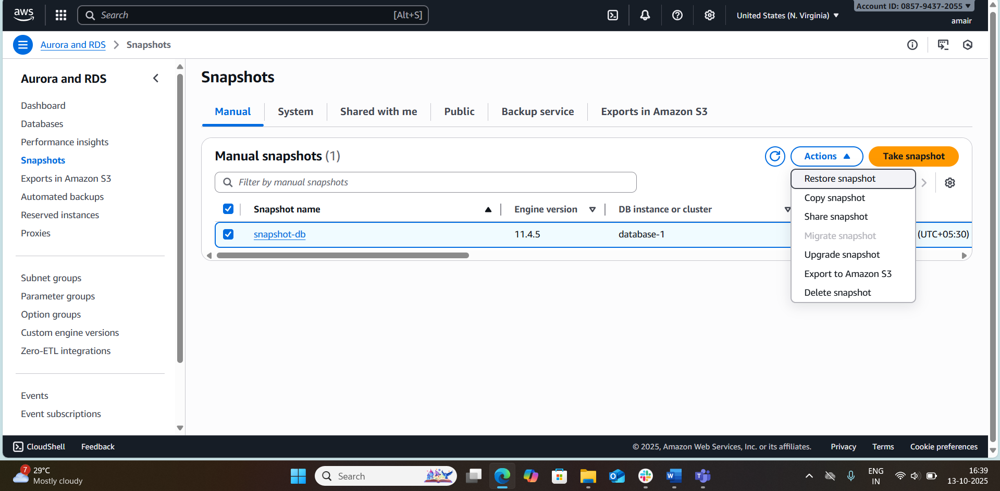 aws
Search
[Alt+S]
United States (N. Virginia)
Account ID: 0857-9437-2055
amair
Aurora and RDS
Snapshots
Aurora and RDS
Dashboard
Databases
Performance insights
Snapshots
Exports in Amazon S3
Automated backups
Reserved instances
Proxies
Subnet groups
Parameter groups
Option groups
Custom engine versions
Zero-ETL integrations
Events
Event subscriptions
Snapshots
Manual
System
Shared with me
Public
Backup service
Exports in Amazon S3
Manual snapshots (1)
Actions
Take snapshot
Filter by manual snapshots
Restore snapshot
Copy snapshot
Share snapshot
Migrate snapshot
Upgrade snapshot
Export to Amazon S3
Delete snapshot
Snapshot name
Engine version
DB instance or cluster
snapshot-db
11.4.5
database-1
(UTC+05:30)
CloudShell
Feedback
© 2025, Amazon Web Services, Inc. or its affiliates.
Privacy
Terms
Cookie preferences
7
29°C
Mostly cloudy
Search
ENG
IN
16:39
13-10-2025